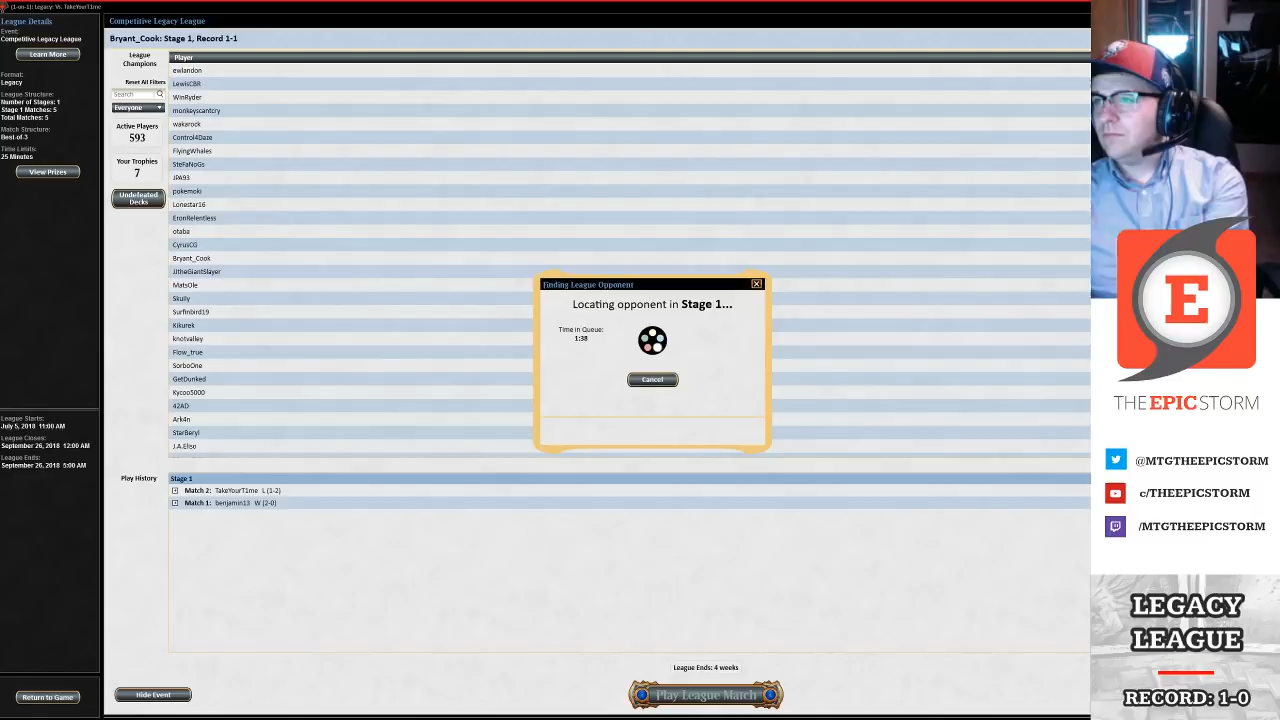 (1-on-1): Legacy: Vs. TakeYourT1me
League Details
Event:
Competitive Legacy League
Learn More
Format:
Legacy
League Structure:
Number of Stages: 1
Stage 1 Matches: 5
Total Matches: 5
Match Structure:
Best-of-3
Time Limits:
25 Minutes
View Prizes
League Starts:
July 5, 2018 11:00 AM
League Closes:
September 26, 2018 12:00 AM
League Ends:
September 26, 2018 5:00 AM
Return to Game
Competitive Legacy League
Bryant_Cook: Stage 1, Record 1-1
League
Champions
Reset All Filters
Search
Everyone
Active Players
593
Your Trophies
7
Undefeated
Decks
Player
ewlandon
LewisCBR
WinRyder
monkeyscantcry
wakarock
Control4Daze
FlyingWhales
SteFaNoGs
JPA93
pokemoki
Lonestar16
EronRelentless
otaba
CyrusCG
Bryant_Cook
JJtheGiantSlayer
MatsOle
Skully
Surfinbird19
Kikurek
knotvalley
Flow_true
SorboOne
GetDunked
Kycoo5000
42AD
Ark4n
StarBeryl
J.A.Eliso
Finding League Opponent
Locating opponent in Stage 1...
Time in Queue:
1:38
Cancel
Play History
Stage 1
Match 2: TakeYourT1me L (1-2)
Match 1: benjamin13 W (2-0)
League Ends: 4 weeks
Hide Event
Play League Match
E
THE EPIC STORM
@MTGTHEEPICSTORM
c/THEEPICSTORM
/MTGTHEEPICSTORM
LEGACY
LEAGUE
RECORD: 1-0